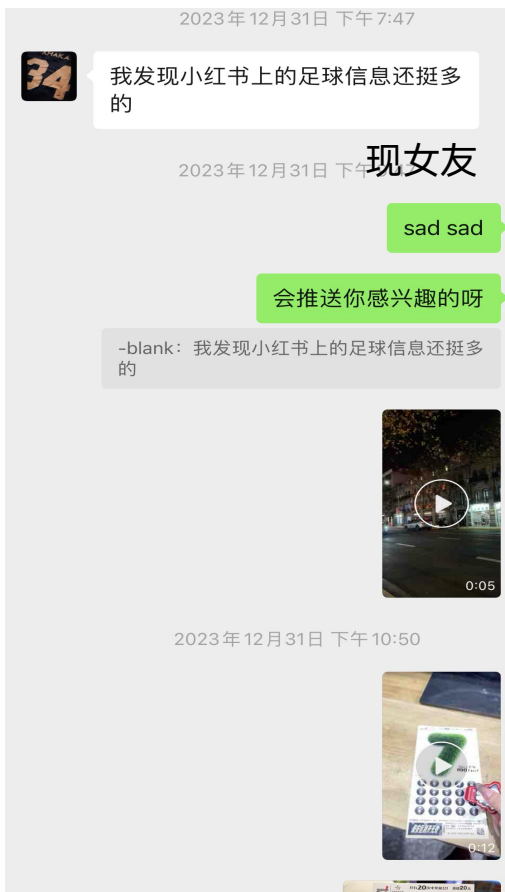 2023年12月31日 下午7:47
我发现小红书上的足球信息还挺多
的
现女友
2023年12月31日 下午
sad sad
会推送你感兴趣的呀
-blank：我发现小红书上的足球信息还挺多
的
0:05
2023年12月31日 下午10:50
0:12